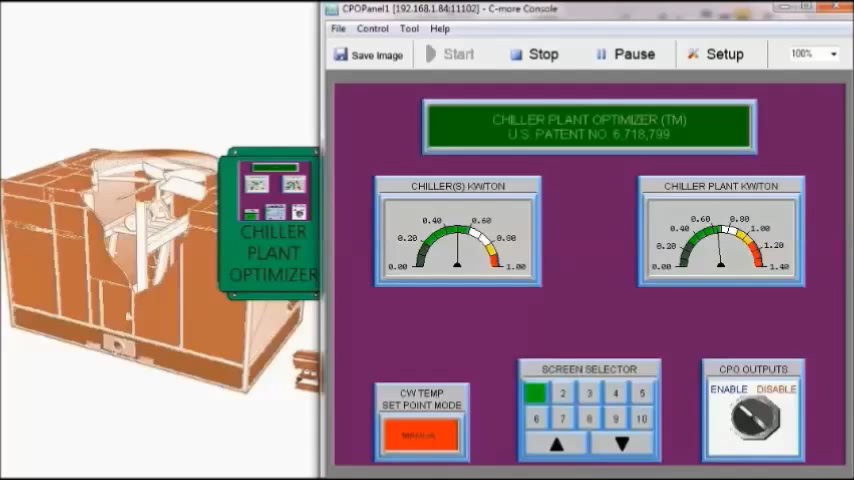 CPOPanel1 [192.168.1.84:11102] - C-more Console
File Control Tool Help
Save Image Start Stop Pause Setup 100%
CHILLER PLANT OPTIMIZER (TM)
U.S. PATENT NO. 6,718,799
CHILLER(S) KW/TON
0.00 0.20 0.40 0.60 0.80 1.00
CHILLER PLANT KW/TON
0.00 0.20 0.40 0.60 0.80 1.00 1.20 1.40
CHILLER
PLANT
OPTIMIZER
CW TEMP
SET POINT MODE
SCREEN SELECTOR
2 3 4 5
6 7 8 9 10
CPO OUTPUTS
ENABLE DISABLE